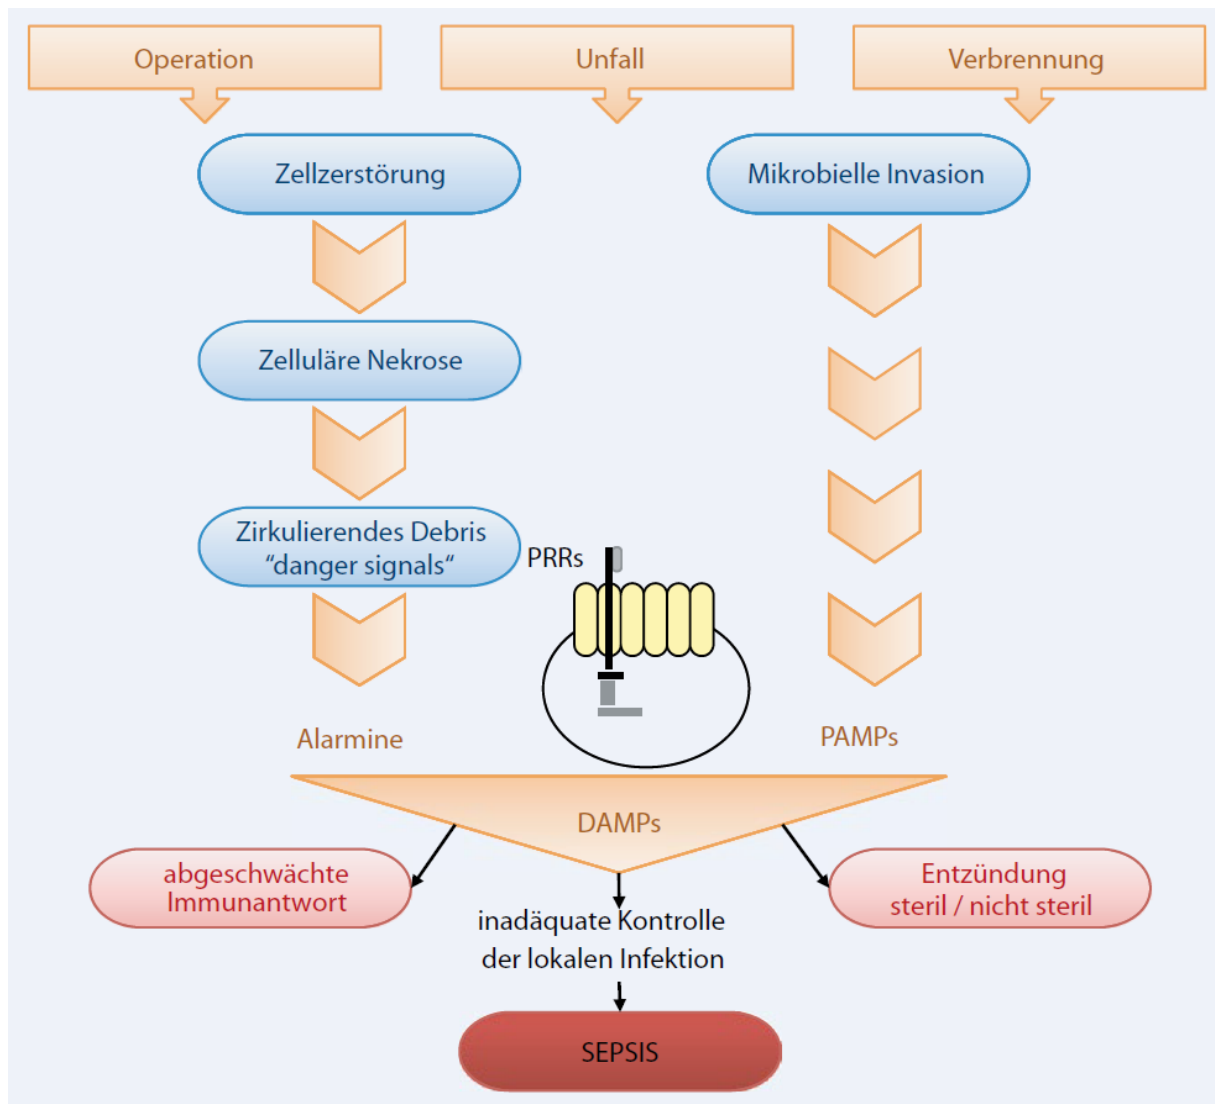 Operation
Unfall
Verbrennung
Zellzerstörung
Mikrobielle Invasion
Zelluläre Nekrose
Zirkulierendes Debris
“danger signals“
PRRs
Alarmine
PAMPs
DAMPs
abgeschwächte
Immunantwort
Entzündung
steril / nicht steril
inadäquate Kontrolle
der lokalen Infektion
SEPSIS